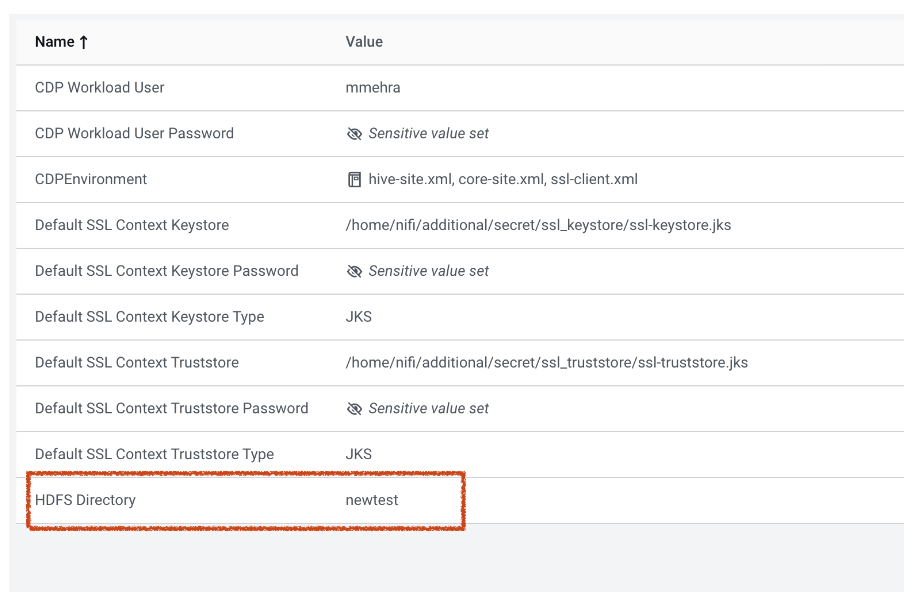 Name ↑ Value
CDP Workload User mmehra
CDP Workload User Password Sensitive value set
CDPEnvironment hive-site.xml, core-site.xml, ssl-client.xml
Default SSL Context Keystore /home/nifi/additional/secret/ssl_keystore/ssl-keystore.jks
Default SSL Context Keystore Password Sensitive value set
Default SSL Context Keystore Type JKS
Default SSL Context Truststore /home/nifi/additional/secret/ssl_truststore/ssl-truststore.jks
Default SSL Context Truststore Password Sensitive value set
Default SSL Context Truststore Type JKS
HDFS Directory newtest